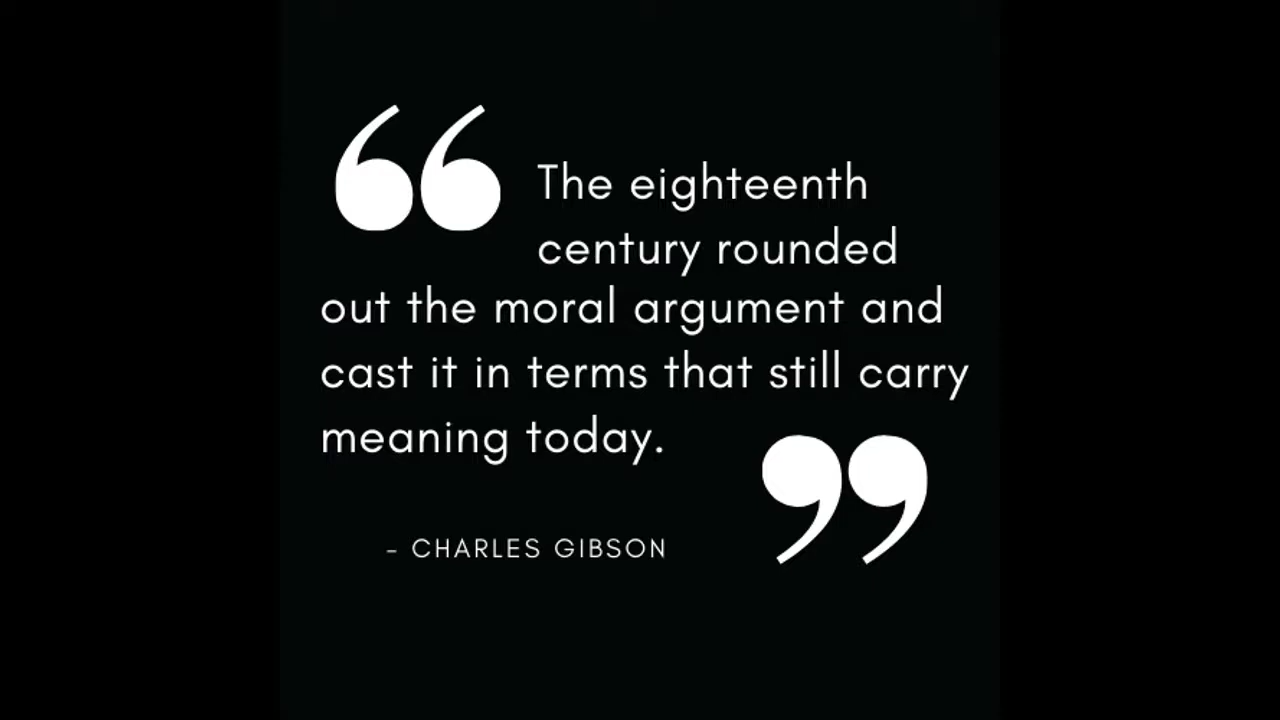 “ The eighteenth
century rounded
out the moral argument and
cast it in terms that still carry
meaning today. ”
- CHARLES GIBSON